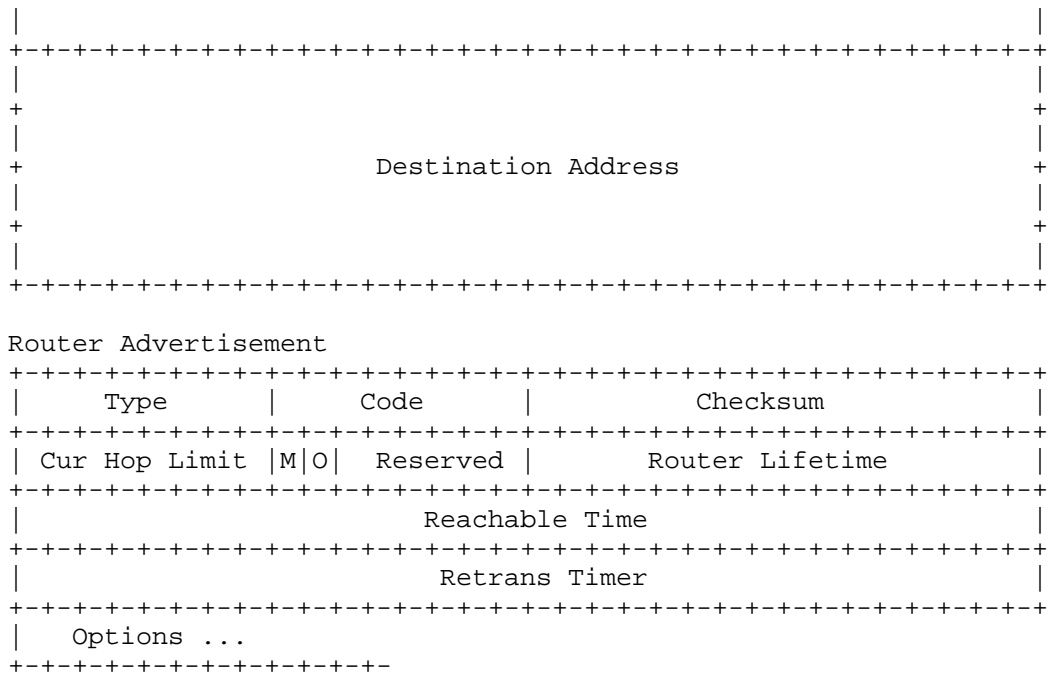 |                                                               |
+-+-+-+-+-+-+-+-+-+-+-+-+-+-+-+-+-+-+-+-+-+-+-+-+-+-+-+-+-+-+-+-+
|                                                               |
+                                                               +
|                                                               |
+                      Destination Address                      +
|                                                               |
+                                                               +
|                                                               |
+-+-+-+-+-+-+-+-+-+-+-+-+-+-+-+-+-+-+-+-+-+-+-+-+-+-+-+-+-+-+-+-+
Router Advertisement
+-+-+-+-+-+-+-+-+-+-+-+-+-+-+-+-+-+-+-+-+-+-+-+-+-+-+-+-+-+-+-+-+
|     Type      |     Code      |          Checksum             |
+-+-+-+-+-+-+-+-+-+-+-+-+-+-+-+-+-+-+-+-+-+-+-+-+-+-+-+-+-+-+-+-+
| Cur Hop Limit |M|O|  Reserved |       Router Lifetime         |
+-+-+-+-+-+-+-+-+-+-+-+-+-+-+-+-+-+-+-+-+-+-+-+-+-+-+-+-+-+-+-+-+
|                         Reachable Time                        |
+-+-+-+-+-+-+-+-+-+-+-+-+-+-+-+-+-+-+-+-+-+-+-+-+-+-+-+-+-+-+-+-+
|                          Retrans Timer                        |
+-+-+-+-+-+-+-+-+-+-+-+-+-+-+-+-+-+-+-+-+-+-+-+-+-+-+-+-+-+-+-+-+
|   Options ...
+-+-+-+-+-+-+-+-+-+-+-+-